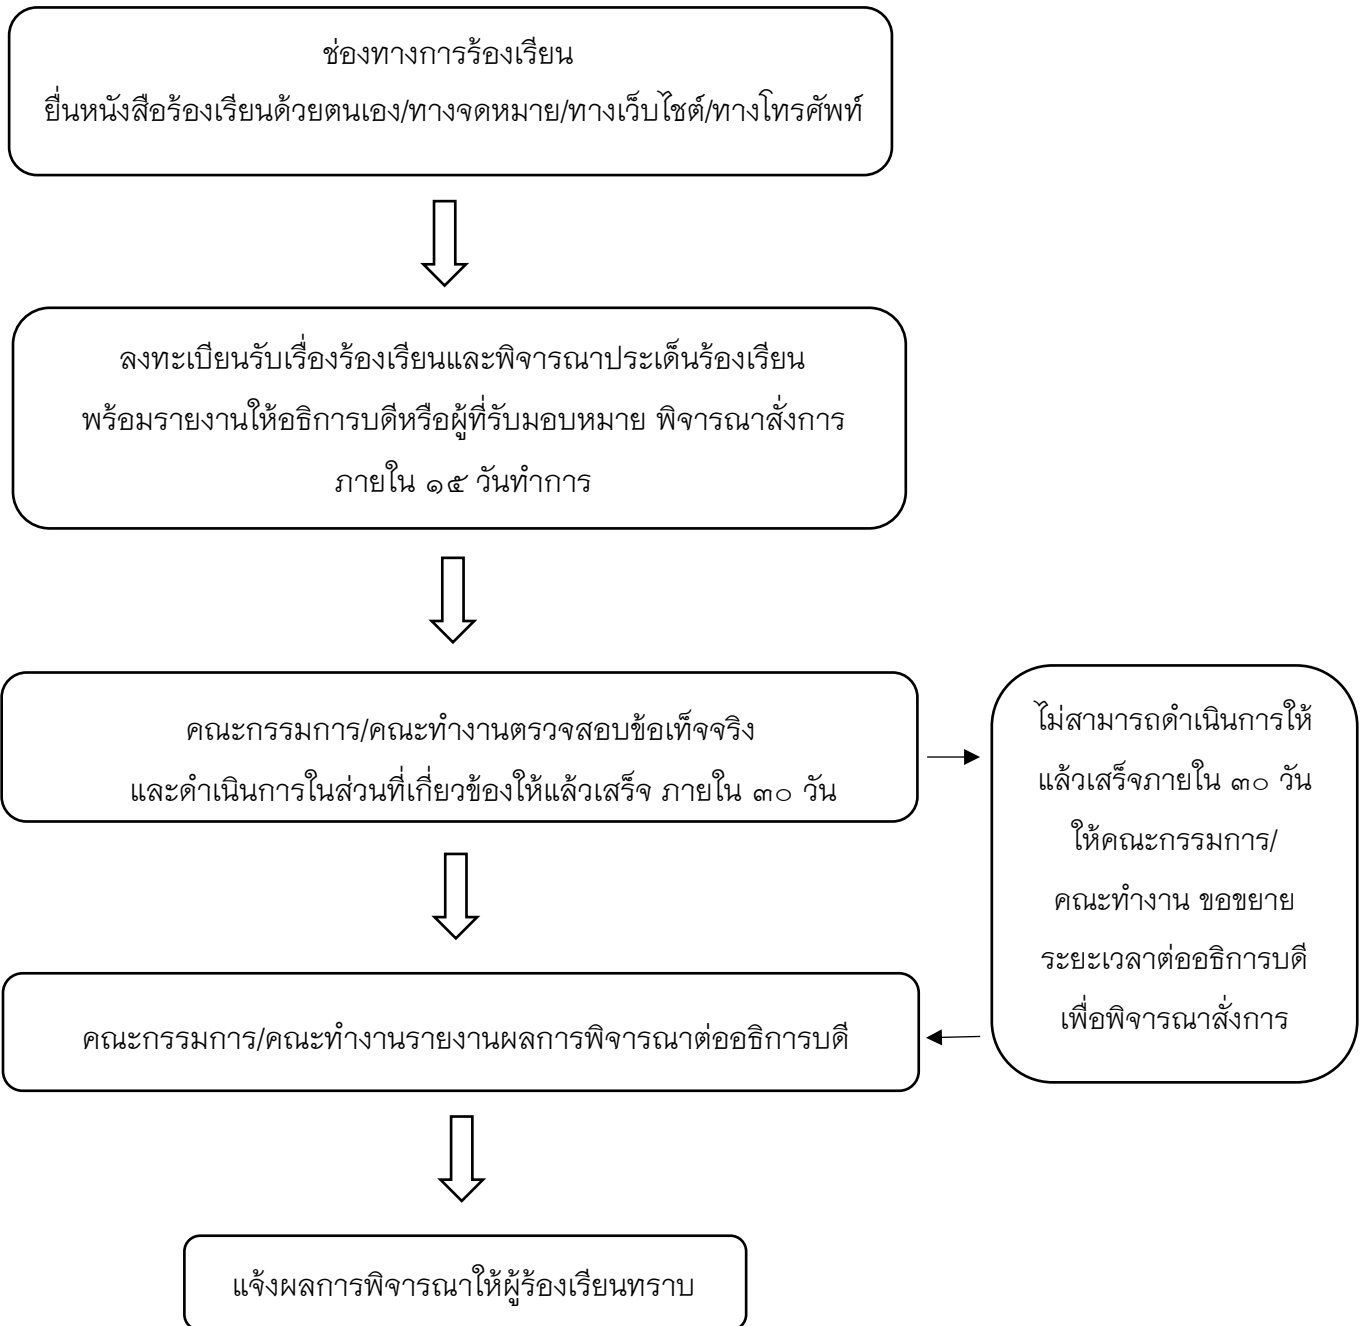 ช่องทางการร้องเรียน
ยื่นหนังสือร้องเรียนด้วยตนเอง/ทางจดหมาย/ทางเว็บไซต์/ทางโทรศัพท์
ลงทะเบียนรับเรื่องร้องเรียนและพิจารณาประเด็นร้องเรียน
พร้อมรายงานให้อธิการบดีหรือผู้ที่รับมอบหมาย พิจารณาสั่งการ
ภายใน ๑๕ วันทำการ
คณะกรรมการ/คณะทำงานตรวจสอบข้อเท็จจริง
และดำเนินการในส่วนที่เกี่ยวข้องให้แล้วเสร็จ ภายใน ๓๐ วัน
ไม่สามารถดำเนินการให้
แล้วเสร็จภายใน ๓๐ วัน
ให้คณะกรรมการ/
คณะทำงาน ขอขยาย
ระยะเวลาต่ออธิการบดี
เพื่อพิจารณาสั่งการ
คณะกรรมการ/คณะทำงานรายงานผลการพิจารณาต่ออธิการบดี
แจ้งผลการพิจารณาให้ผู้ร้องเรียนทราบ